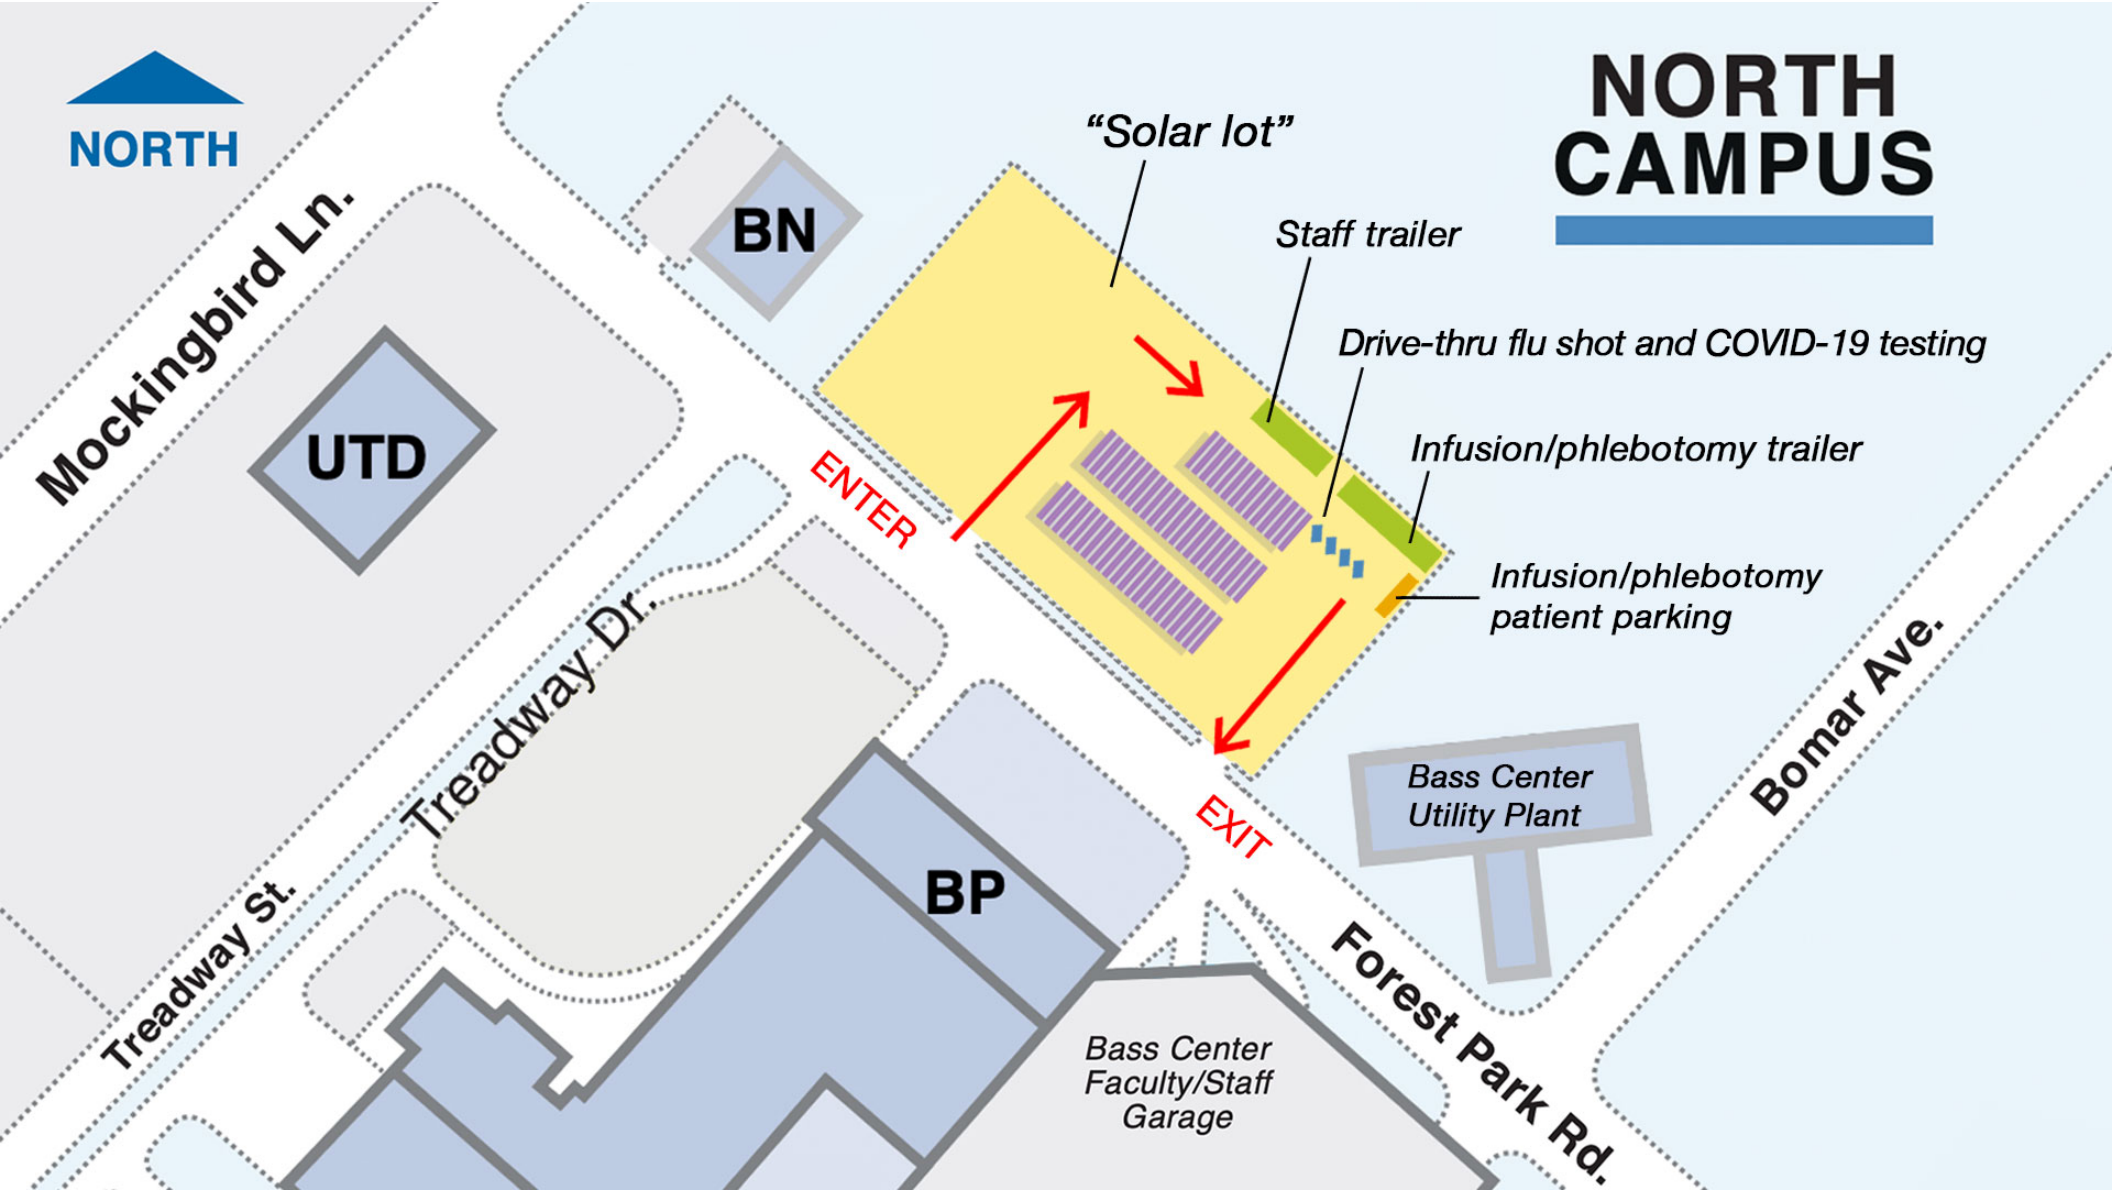 NORTH
NORTH
CAMPUS
“Solar lot”
Staff trailer
Drive-thru flu shot and COVID-19 testing
Infusion/phlebotomy trailer
Infusion/phlebotomy
patient parking
BN
Mockingbird Ln.
UTD
ENTER
Treadway Dr.
Bomar Ave.
Bass Center
Utility Plant
EXIT
BP
Treadway St.
Forest Park Rd.
Bass Center
Faculty/Staff
Garage